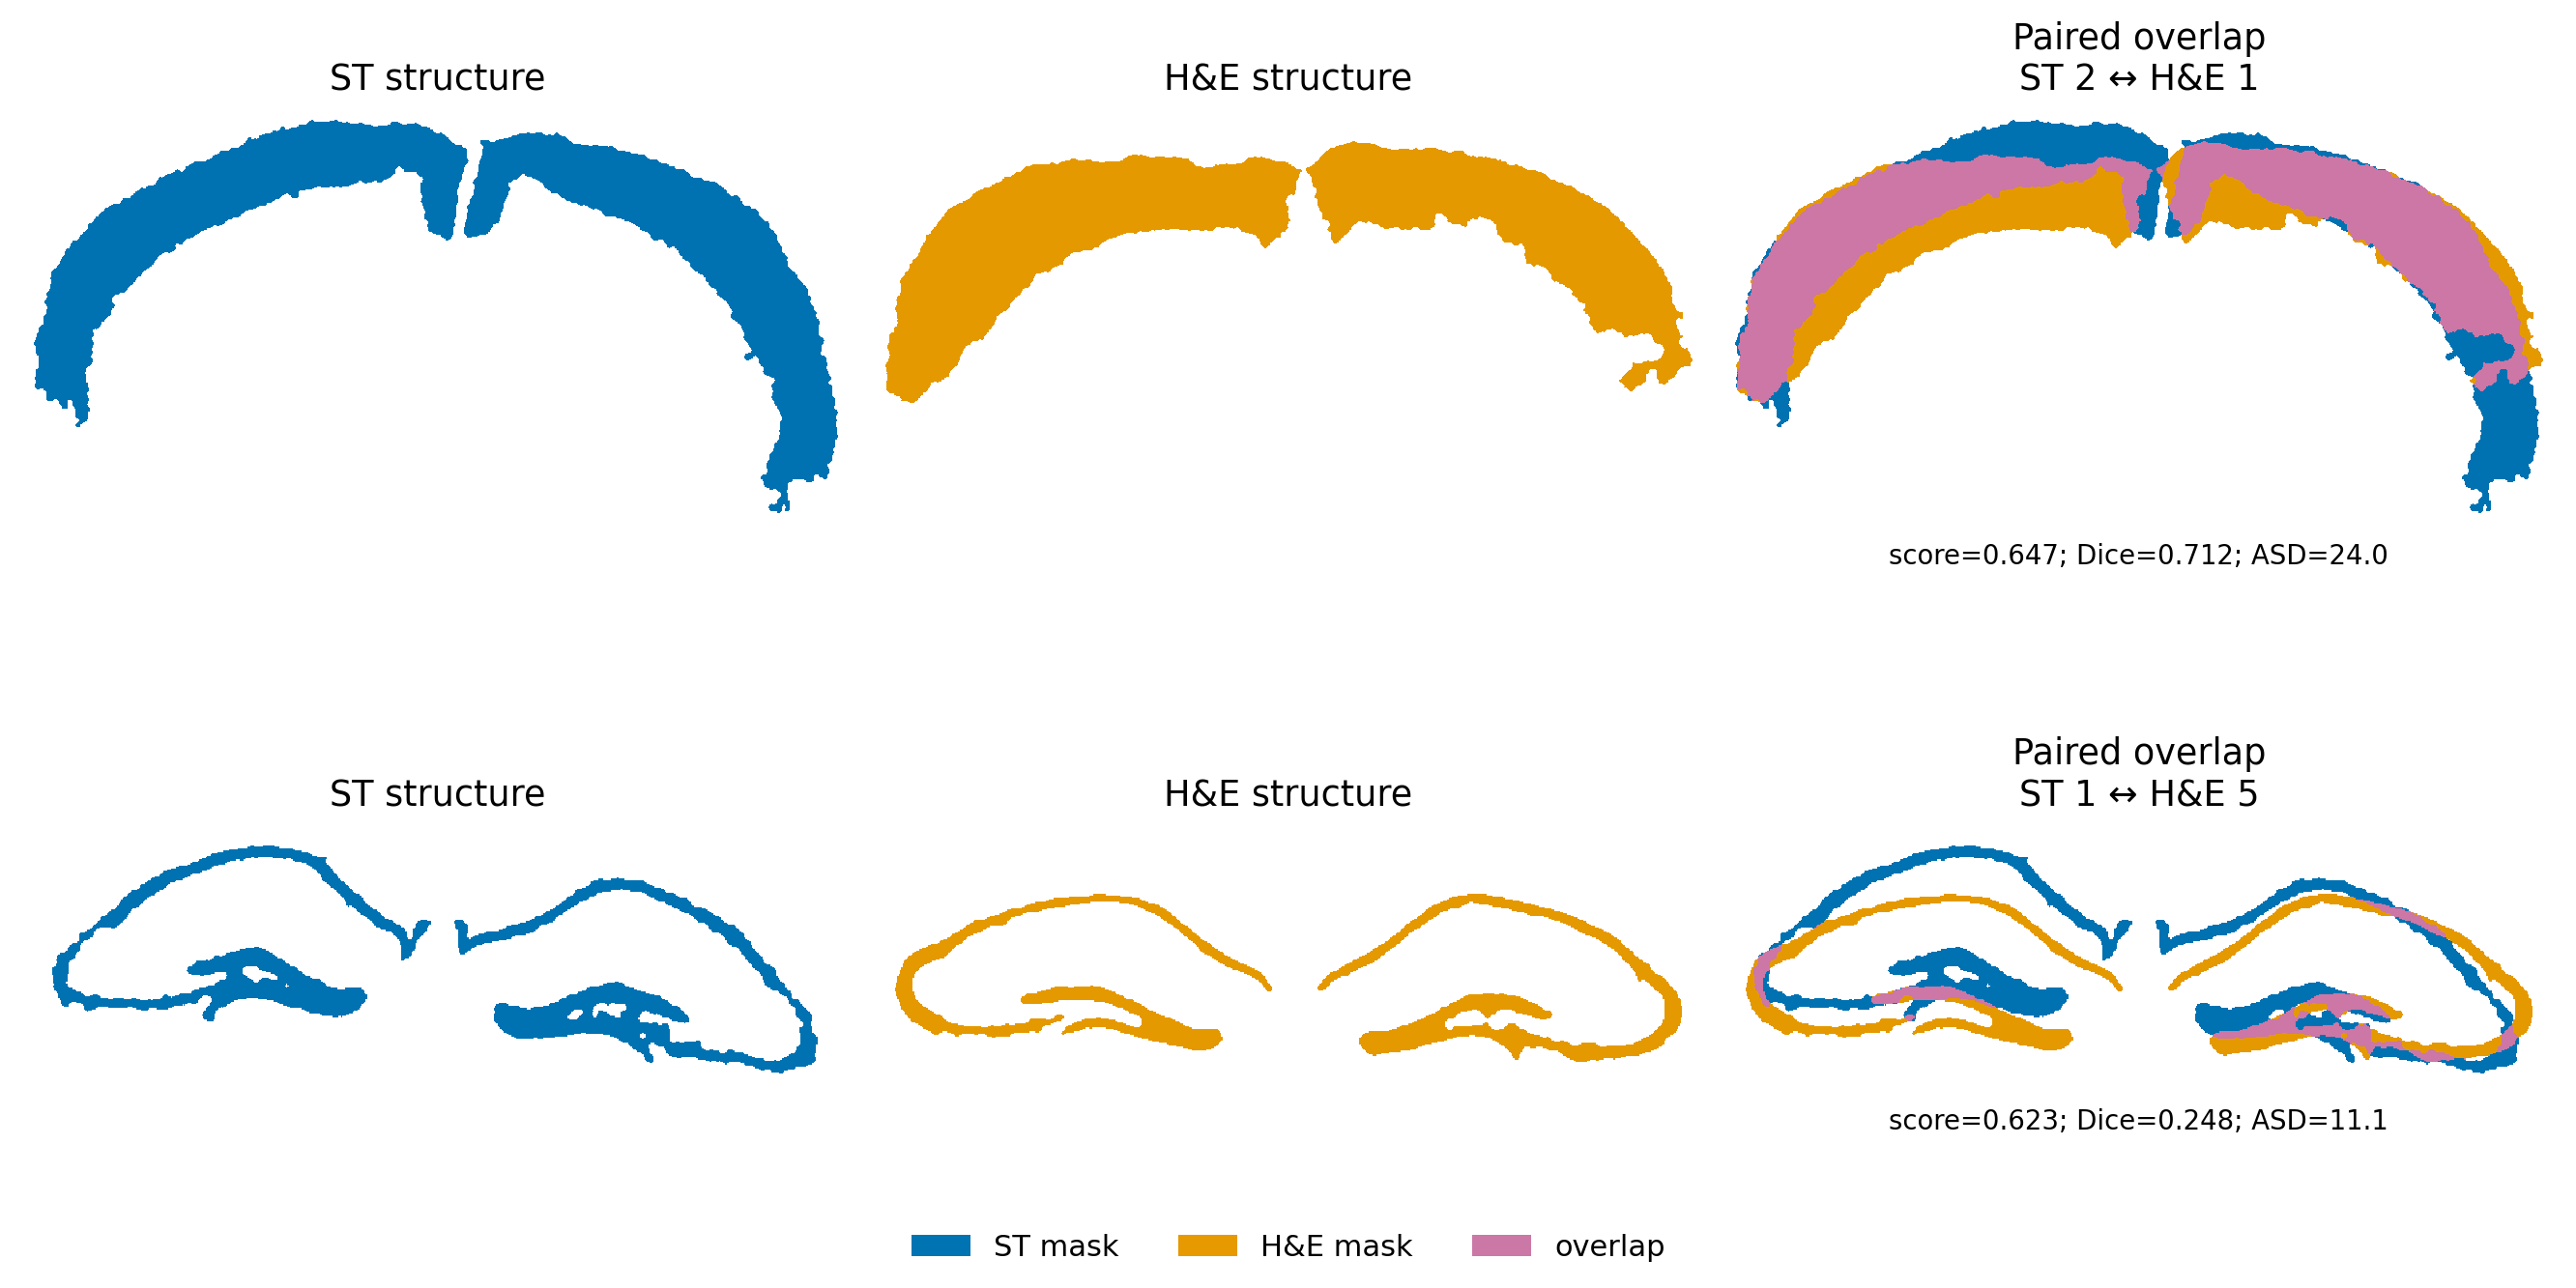 ST structure
H&E structure
Paired overlap
ST 2 ↔ H&E 1
score=0.647; Dice=0.712; ASD=24.0
ST structure
H&E structure
Paired overlap
ST 1 ↔ H&E 5
score=0.623; Dice=0.248; ASD=11.1
ST mask
H&E mask
overlap